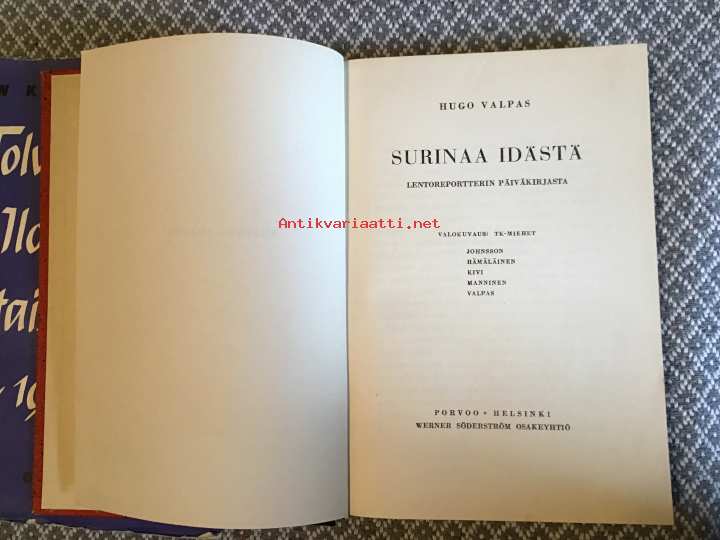 HUGO VALPAS
SURINAA IDÄSTÄ
LENTOREPORTTERIN PÄIVÄKIRJASTA
VALOKUVAUS: TK-MIEHET
JOHNSSON
HÄMÄLÄINEN
KIVI
MANNINEN
VALPAS
PORVOO • HELSINKI
WERNER SÖDERSTRÖM OSAKEYHTIÖ
Antikvariaatti.net